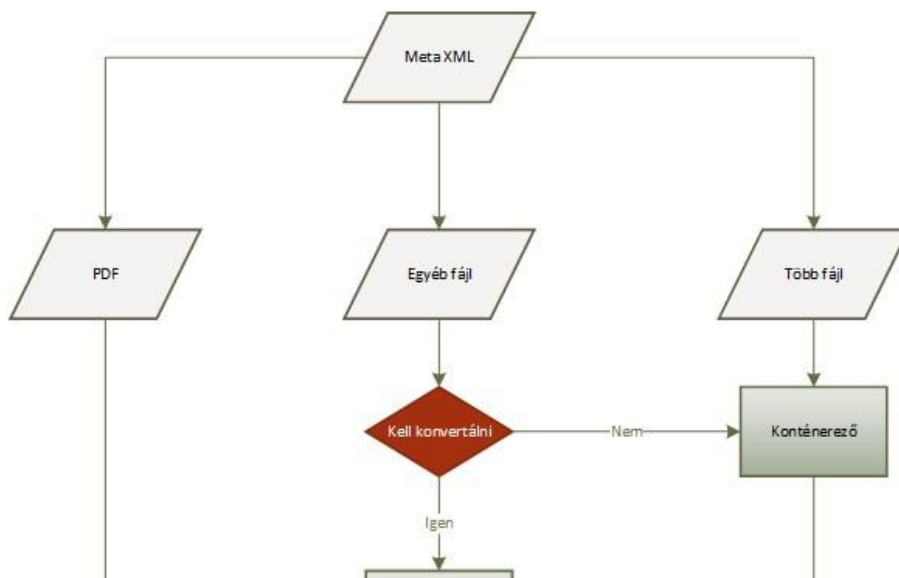 Meta XML
PDF
Egyéb fájl
Több fájl
Kell konvertálni
Nem
Konténerező
Igen